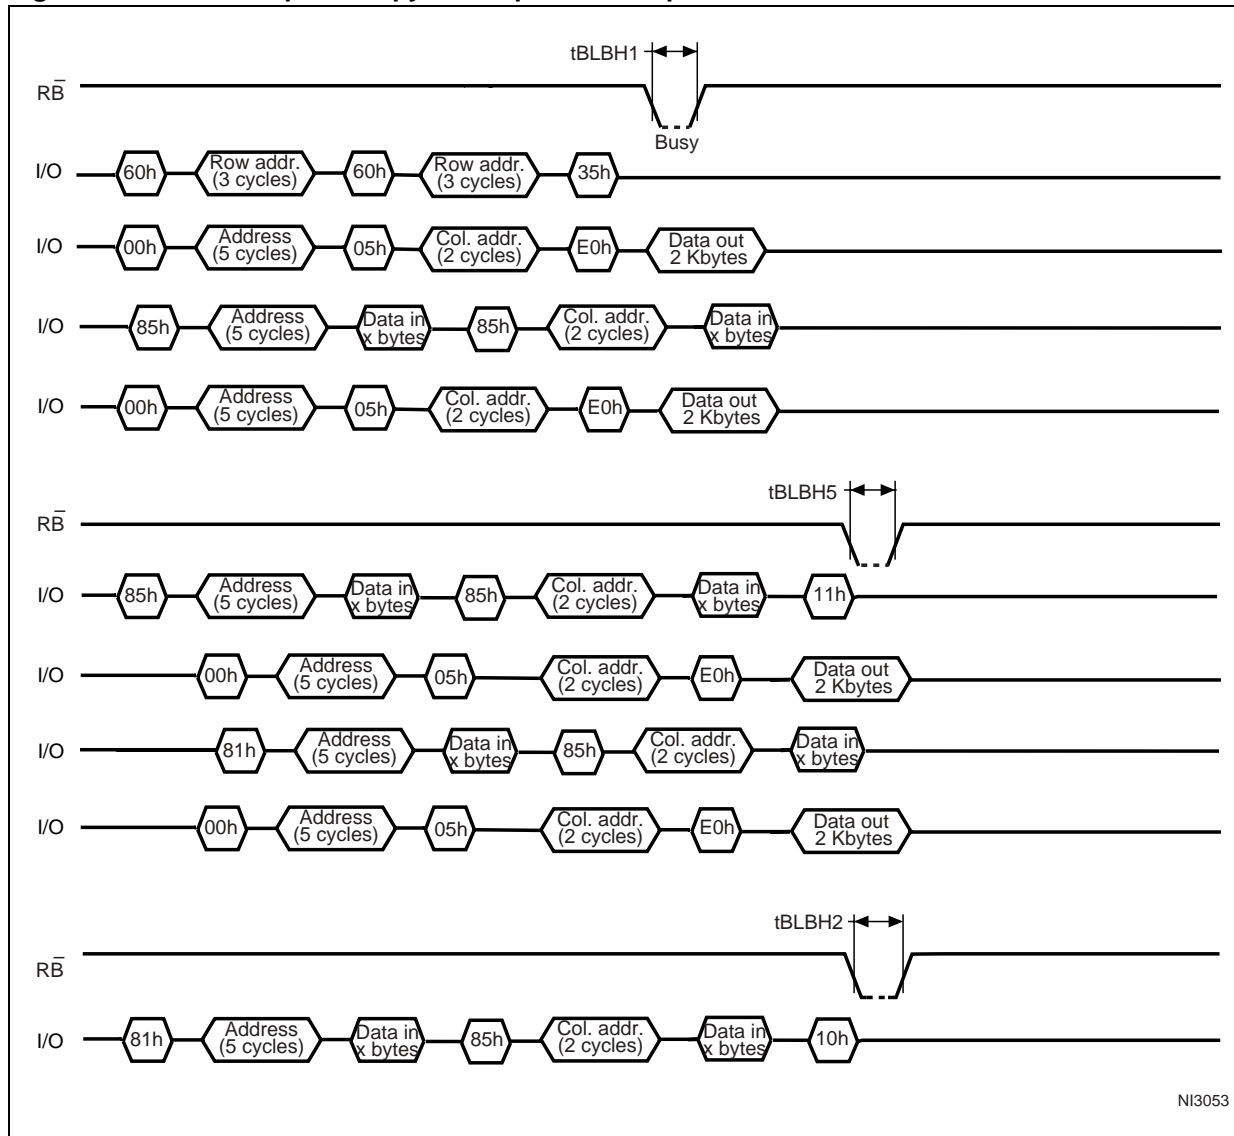 tBLBH1
RB̅
Busy
I/O 60h Row addr. (3 cycles) 60h Row addr. (3 cycles) 35h
I/O 00h Address (5 cycles) 05h Col. addr. (2 cycles) E0h Data out 2 Kbytes
I/O 85h Address (5 cycles) Data in x bytes 85h Col. addr. (2 cycles) Data in x bytes
I/O 00h Address (5 cycles) 05h Col. addr. (2 cycles) E0h Data out 2 Kbytes
tBLBH5
RB̅
I/O 85h Address (5 cycles) Data in x bytes 85h Col. addr. (2 cycles) Data in x bytes 11h
I/O 00h Address (5 cycles) 05h Col. addr. (2 cycles) E0h Data out 2 Kbytes
I/O 81h Address (5 cycles) Data in x bytes 85h Col. addr. (2 cycles) Data in x bytes
I/O 00h Address (5 cycles) 05h Col. addr. (2 cycles) E0h Data out 2 Kbytes
tBLBH2
RB̅
I/O 81h Address (5 cycles) Data in x bytes 85h Col. addr. (2 cycles) Data in x bytes 10h
NI3053